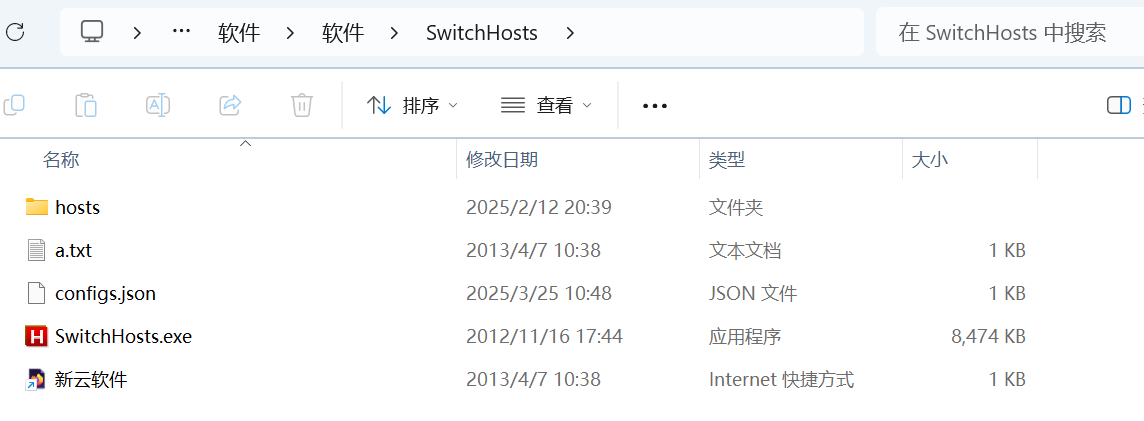 软件 软件 SwitchHosts 在 SwitchHosts 中搜索
排序 查看
名称 修改日期 类型 大小
hosts 2025/2/12 20:39 文件夹
a.txt 2013/4/7 10:38 文本文档 1 KB
configs.json 2025/3/25 10:48 JSON 文件 1 KB
SwitchHosts.exe 2012/11/16 17:44 应用程序 8,474 KB
新云软件 2013/4/7 10:38 Internet 快捷方式 1 KB